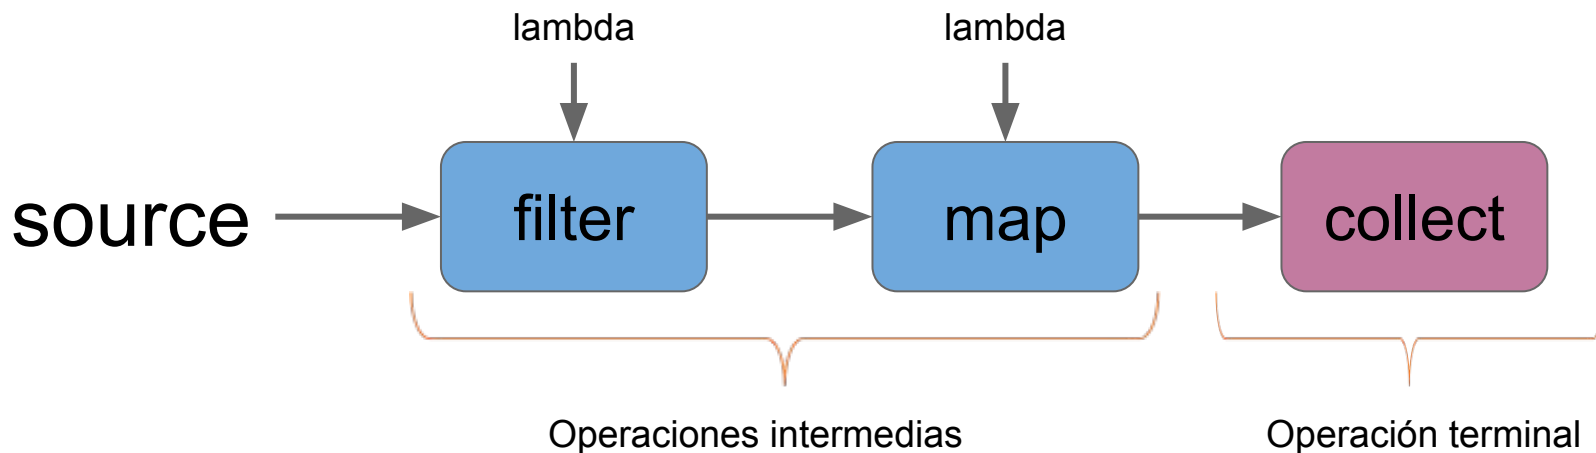 lambda
lambda
source
filter
map
collect
Operaciones intermedias
Operación terminal